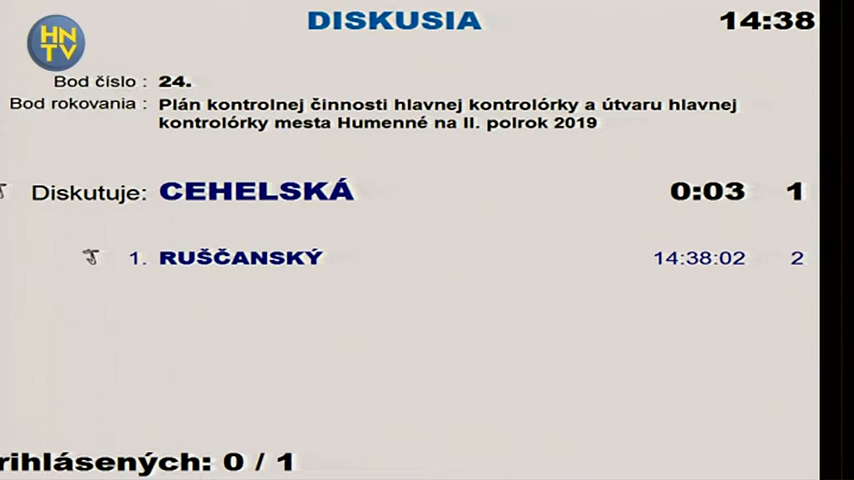 DISKUSIA 14:38
HN
TV
Bod číslo : 24.
Bod rokovania : Plán kontrolnej činnosti hlavnej kontrolórky a útvaru hlavnej
kontrolórky mesta Humenné na II. polrok 2019
Diskutuje: CEHELSKÁ 0:03 1
1. RUŠČANSKÝ 14:38:02 2
rihlásených: 0 / 1